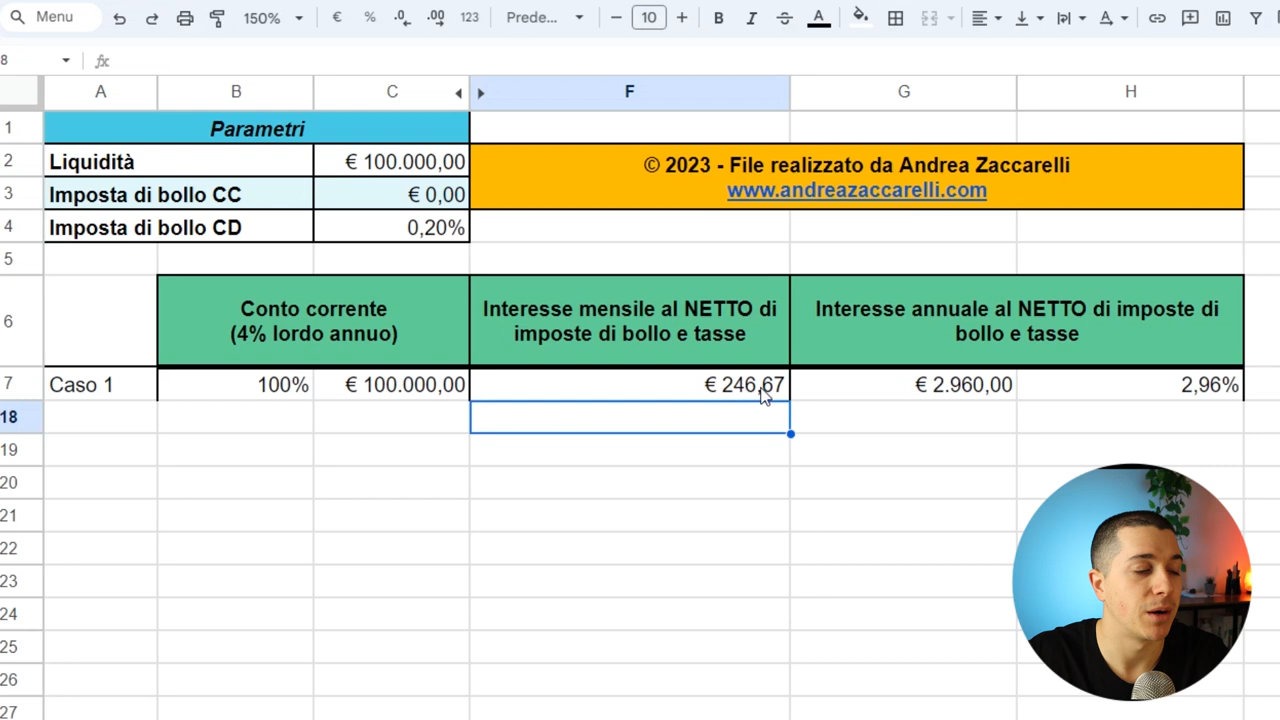 Menu 150% € % .0 .00 123 Prede... 10 B I S A A
8 fx
A B C F G H
1 Parametri
2 Liquidità € 100.000,00 © 2023 - File realizzato da Andrea Zaccarelli
3 Imposta di bollo CC € 0,00 www.andreazaccarelli.com
4 Imposta di bollo CD 0,20%
5
6 Conto corrente Interesse mensile al NETTO di Interesse annuale al NETTO di imposte di
(4% lordo annuo) imposte di bollo e tasse bollo e tasse
7 Caso 1 100% € 100.000,00 € 246,67 € 2.960,00 2,96%
18
19
20
21
22
23
24
25
26
27